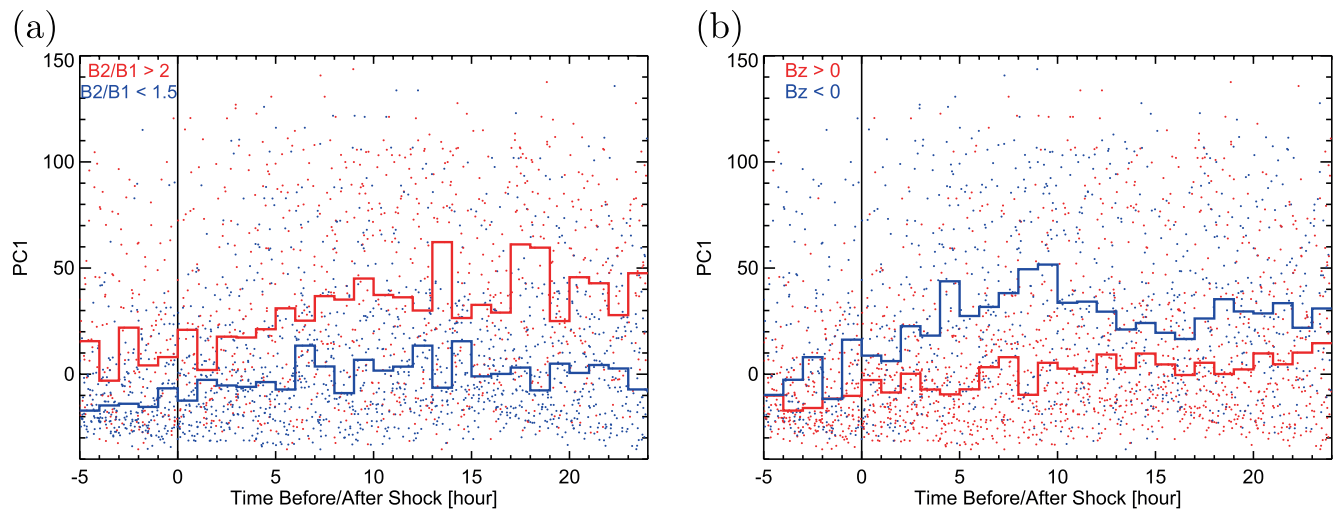 (a)
150
100
50
0
PC1
B2/B1 > 2
B2/B1 < 1.5
-5 0 5 10 15 20
Time Before/After Shock [hour]
(b)
150
100
50
0
PC1
Bz > 0
Bz < 0
-5 0 5 10 15 20
Time Before/After Shock [hour]